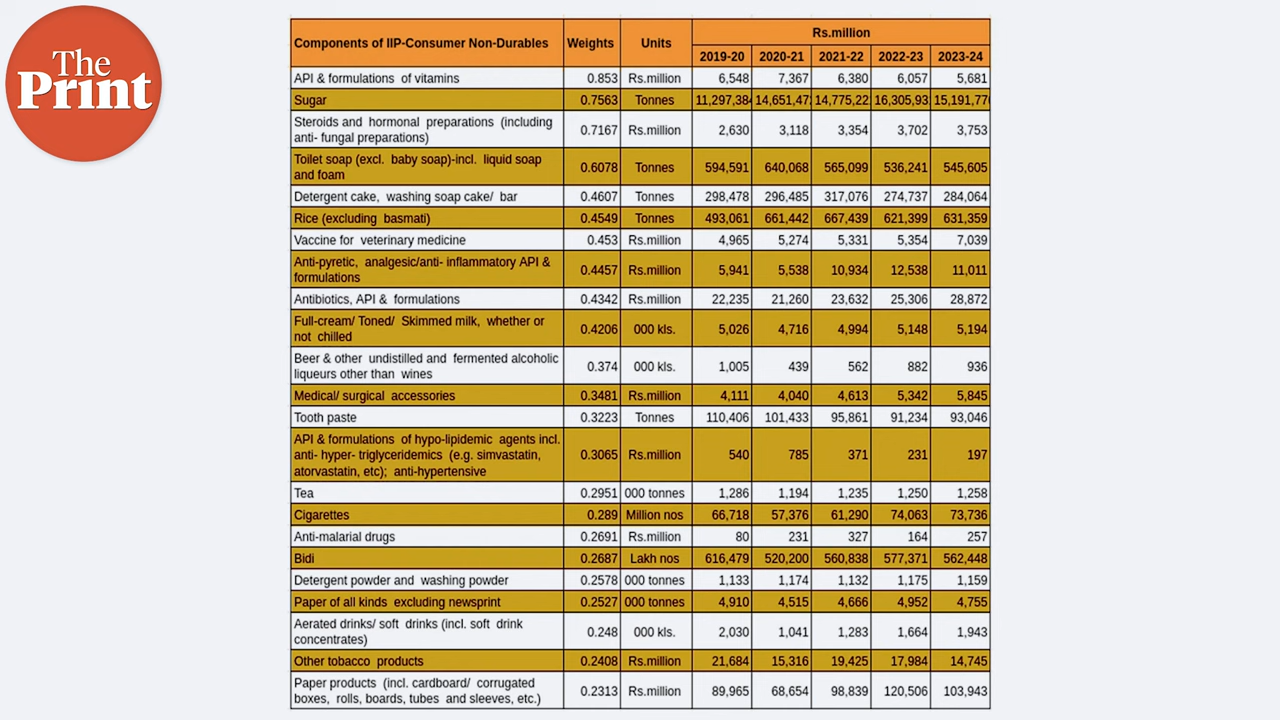 The
Print
Components of IIP-Consumer Non-Durables Weights Units Rs.million
2019-20 2020-21 2021-22 2022-23 2023-24
API & formulations of vitamins 0.853 Rs.million 6,548 7,367 6,380 6,057 5,681
Sugar 0.7563 Tonnes 11,297,384 14,651,47 14,775,22 16,305,93 15,191,77
Steroids and hormonal preparations (including
anti- fungal preparations) 0.7167 Rs.million 2,630 3,118 3,354 3,702 3,753
Toilet soap (excl. baby soap)-incl. liquid soap
and foam 0.6078 Tonnes 594,591 640,068 565,099 536,241 545,605
Detergent cake, washing soap cake/ bar 0.4607 Tonnes 298,478 296,485 317,076 274,737 284,064
Rice (excluding basmati) 0.4549 Tonnes 493,061 661,442 667,439 621,399 631,359
Vaccine for veterinary medicine 0.453 Rs.million 4,965 5,274 5,331 5,354 7,039
Anti-pyretic, analgesic/anti- inflammatory API &
formulations 0.4457 Rs.million 5,941 5,538 10,934 12,538 11,011
Antibiotics, API & formulations 0.4342 Rs.million 22,235 21,260 23,632 25,306 28,872
Full-cream/ Toned/ Skimmed milk, whether or
not chilled 0.4206 000 kls. 5,026 4,716 4,994 5,148 5,194
Beer & other undistilled and fermented alcoholic
liqueurs other than wines 0.374 000 kls. 1,005 439 562 882 936
Medical/ surgical accessories 0.3481 Rs.million 4,111 4,040 4,613 5,342 5,845
Tooth paste 0.3223 Tonnes 110,406 101,433 95,861 91,234 93,046
API & formulations of hypo-lipidemic agents incl.
anti- hyper- triglyceridemics (e.g. simvastatin,
atorvastatin, etc); anti-hypertensive 0.3065 Rs.million 540 785 371 231 197
Tea 0.2951 000 tonnes 1,286 1,194 1,235 1,250 1,258
Cigarettes 0.289 Million nos 66,718 57,376 61,290 74,063 73,736
Anti-malarial drugs 0.2691 Rs.million 80 231 327 164 257
Bidi 0.2687 Lakh nos 616,479 520,200 560,838 577,371 562,448
Detergent powder and washing powder 0.2578 000 tonnes 1,133 1,174 1,132 1,175 1,159
Paper of all kinds excluding newsprint 0.2527 000 tonnes 4,910 4,515 4,666 4,952 4,755
Aerated drinks/ soft drinks (incl. soft drink
concentrates) 0.248 000 kls. 2,030 1,041 1,283 1,664 1,943
Other tobacco products 0.2408 Rs.million 21,684 15,316 19,425 17,984 14,745
Paper products (incl. cardboard/ corrugated
boxes, rolls, boards, tubes and sleeves, etc.) 0.2313 Rs.million 89,965 68,654 98,839 120,506 103,943